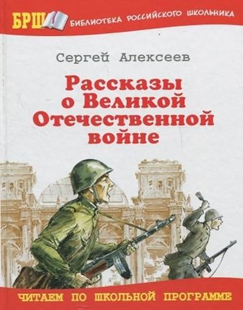 БРШ
БИБЛИОТЕКА РОССИЙСКОГО ШКОЛЬНИКА
Сергей Алексеев
Рассказы
о Великой
Отечественной
войне
ЧИТАЕМ ПО ШКОЛЬНОЙ ПРОГРАММЕ